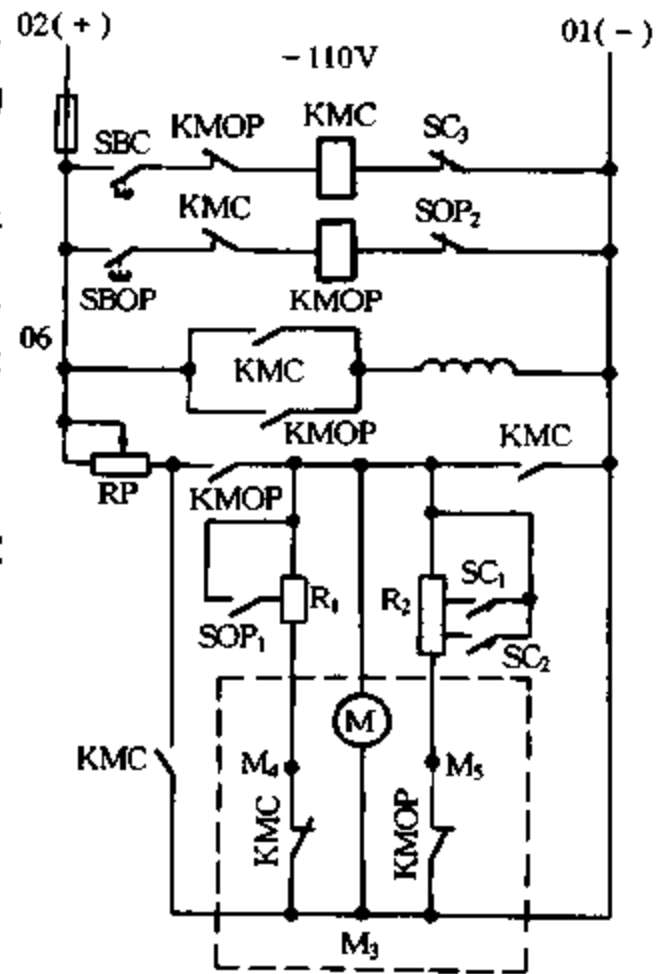 02(+) 01(-)
-110V
SBC KMOP KMC SC₃
SBOP KMC KMOP SOP₂
06
KMC
KMOP
RP KMOP KMC
SOP₁ R₁ R₂ SC₁
SC₂
M
KMC M₄ M₅
KMC KMOP
M₃